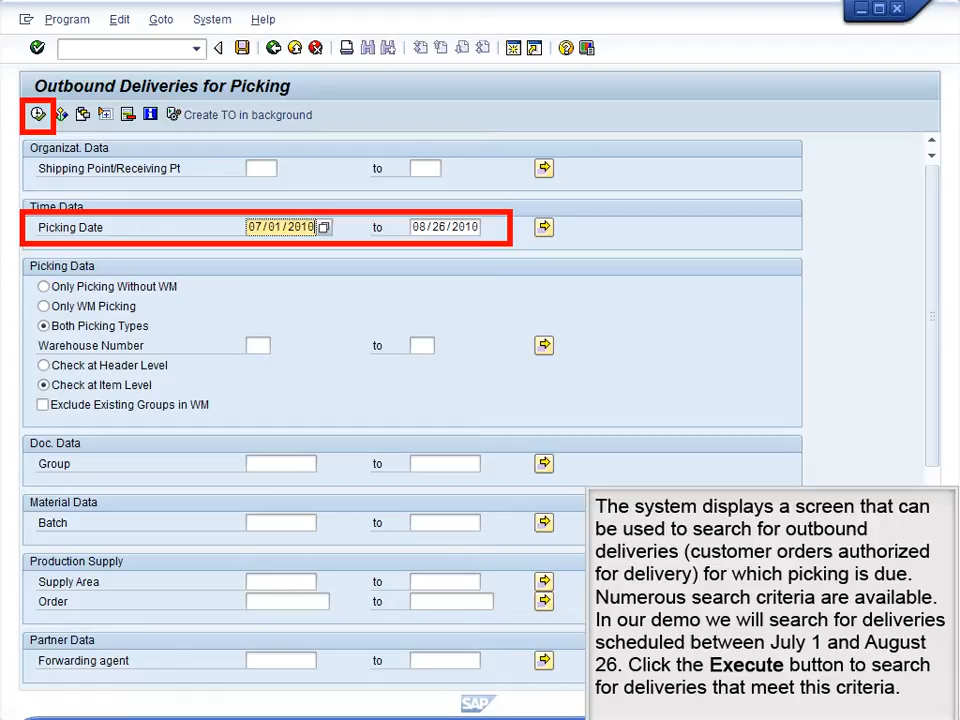 Program Edit Goto System Help
Outbound Deliveries for Picking
Create TO in background
Organizat. Data
Shipping Point/Receiving Pt to
Time Data
Picking Date 07/01/2010 to 08/26/2010
Picking Data
Only Picking Without WM
Only WM Picking
Both Picking Types
Warehouse Number to
Check at Header Level
Check at Item Level
Exclude Existing Groups in WM
Doc. Data
Group to
Material Data
Batch to
Production Supply
Supply Area to
Order to
Partner Data
Forwarding agent to
The system displays a screen that can
be used to search for outbound
deliveries (customer orders authorized
for delivery) for which picking is due.
Numerous search criteria are available.
In our demo we will search for deliveries
scheduled between July 1 and August
26. Click the Execute button to search
for deliveries that meet this criteria.
SAP